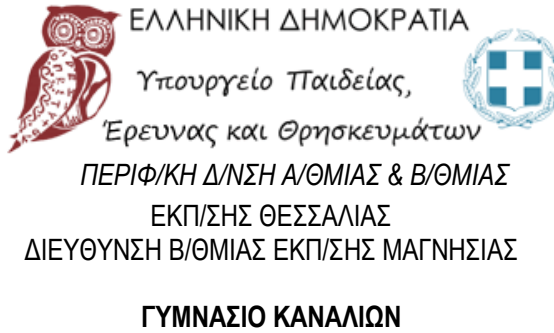 ΕΛΛΗΝΙΚΗ ΔΗΜΟΚΡΑΤΙΑ
Υπουργείο Παιδείας,
Έρευνας και Θρησκευμάτων
ΠΕΡΙΦ/ΚΗ Δ/ΝΣΗ Α/ΘΜΙΑΣ & Β/ΘΜΙΑΣ
ΕΚΠ/ΣΗΣ ΘΕΣΣΑΛΙΑΣ
ΔΙΕΥΘΥΝΣΗ Β/ΘΜΙΑΣ ΕΚΠ/ΣΗΣ ΜΑΓΝΗΣΙΑΣ
ΓΥΜΝΑΣΙΟ ΚΑΝΑΛΙΩΝ